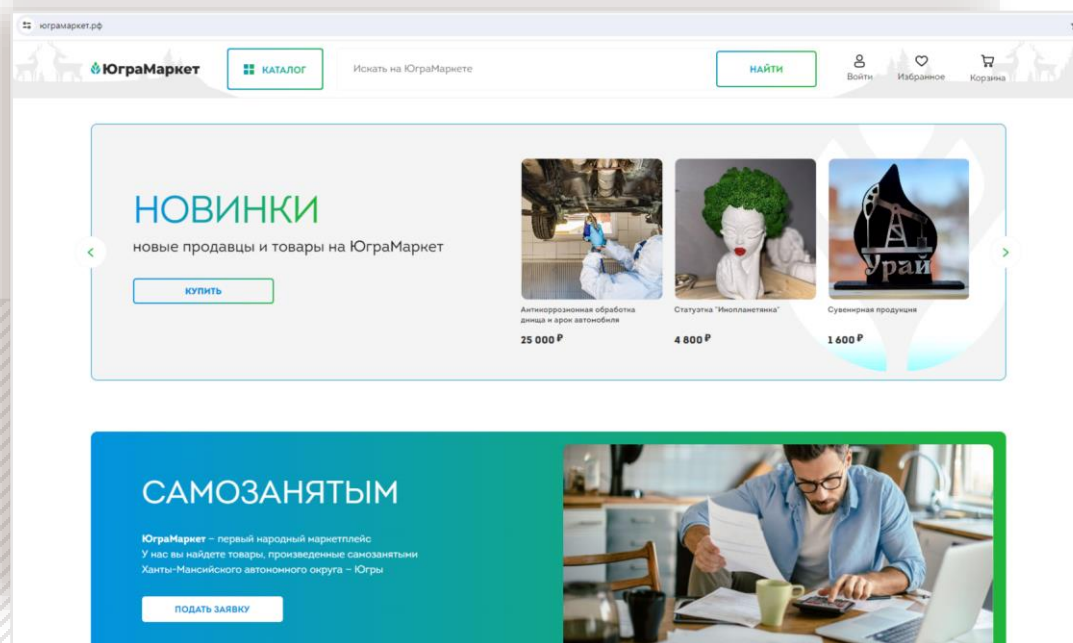 юграмаркет.рф
ЮграМаркет
КАТАЛОГ
Искать на ЮграМаркете
НАЙТИ
Войти
Избранное
Корзина
НОВИНКИ
новые продавцы и товары на ЮграМаркет
КУПИТЬ
Урай
Антикоррозионная обработка
днища и арок автомобиля
25 000 ₽
Статуэтка "Инопланетянка"
4 800 ₽
Сувенирная продукция
1 600 ₽
САМОЗАНЯТЫМ
ЮграМаркет – первый народный маркетплейс
У нас вы найдете товары, произведенные самозанятыми
Ханты-Мансийского автономного округа – Югры
ПОДАТЬ ЗАЯВКУ